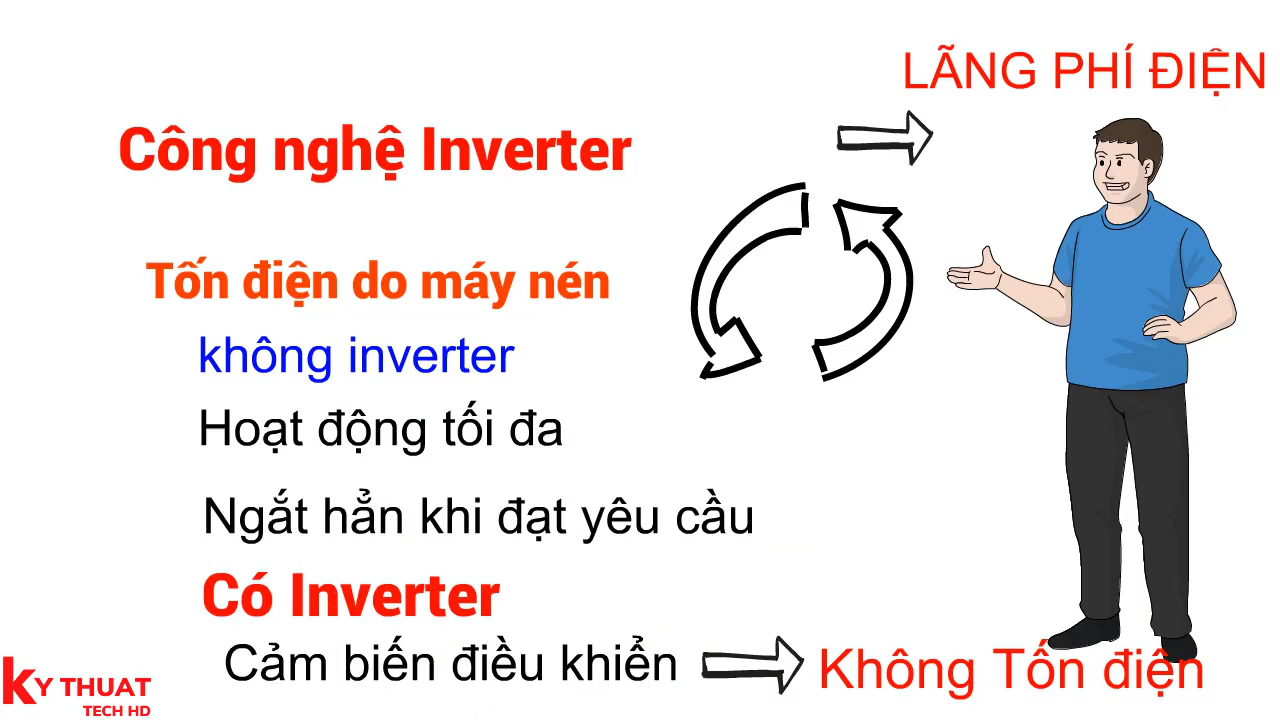 LÃNG PHÍ ĐIỆN
Công nghệ Inverter
Tốn điện do máy nén
không inverter
Hoạt động tối đa
Ngắt hẳn khi đạt yêu cầu
Có Inverter
Cảm biến điều khiển
Không Tốn điện
KY THUAT
TECH HD